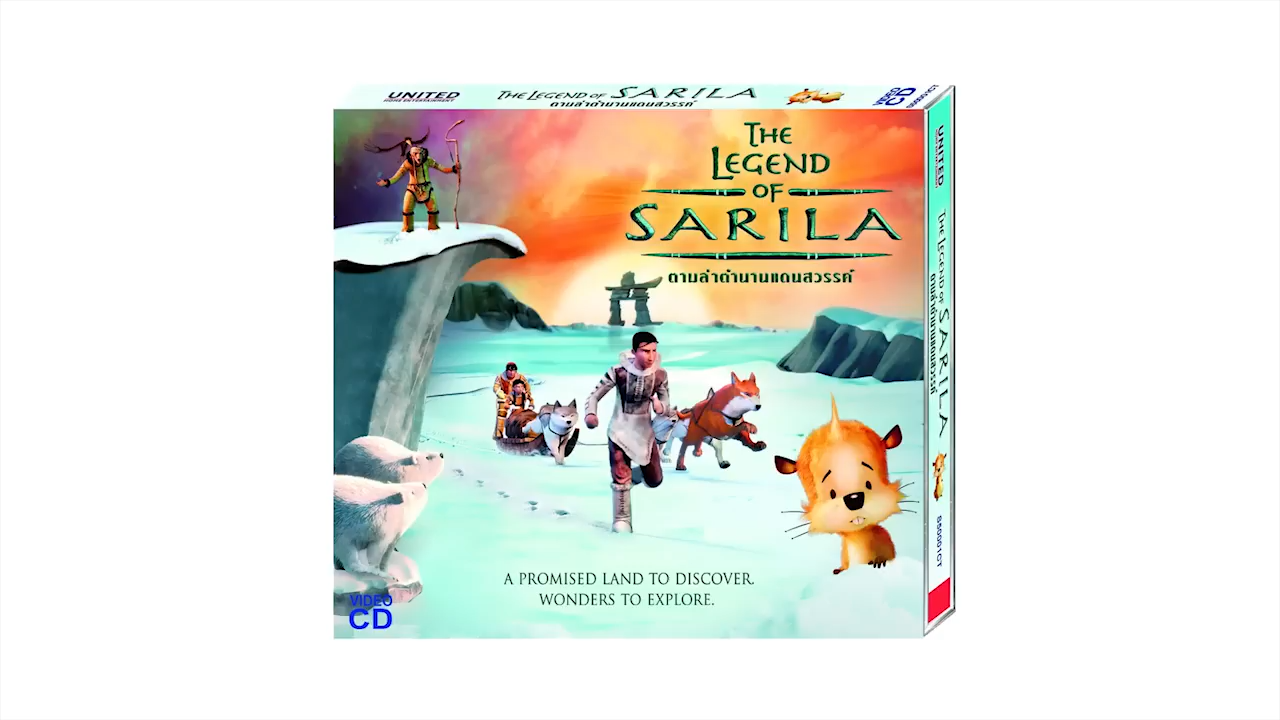 UNITED
HOME ENTERTAINMENT
THE LEGEND OF SARILA
ตามล่าตำนานแดนสวรรค์
VIDEO
CD
THE
LEGEND
OF
SARILA
ตามล่าตำนานแดนสวรรค์
A PROMISED LAND TO DISCOVER.
WONDERS TO EXPLORE.
VIDEO
CD
UNITED
THE LEGEND OF SARILA
ตามล่าตำนานแดนสวรรค์